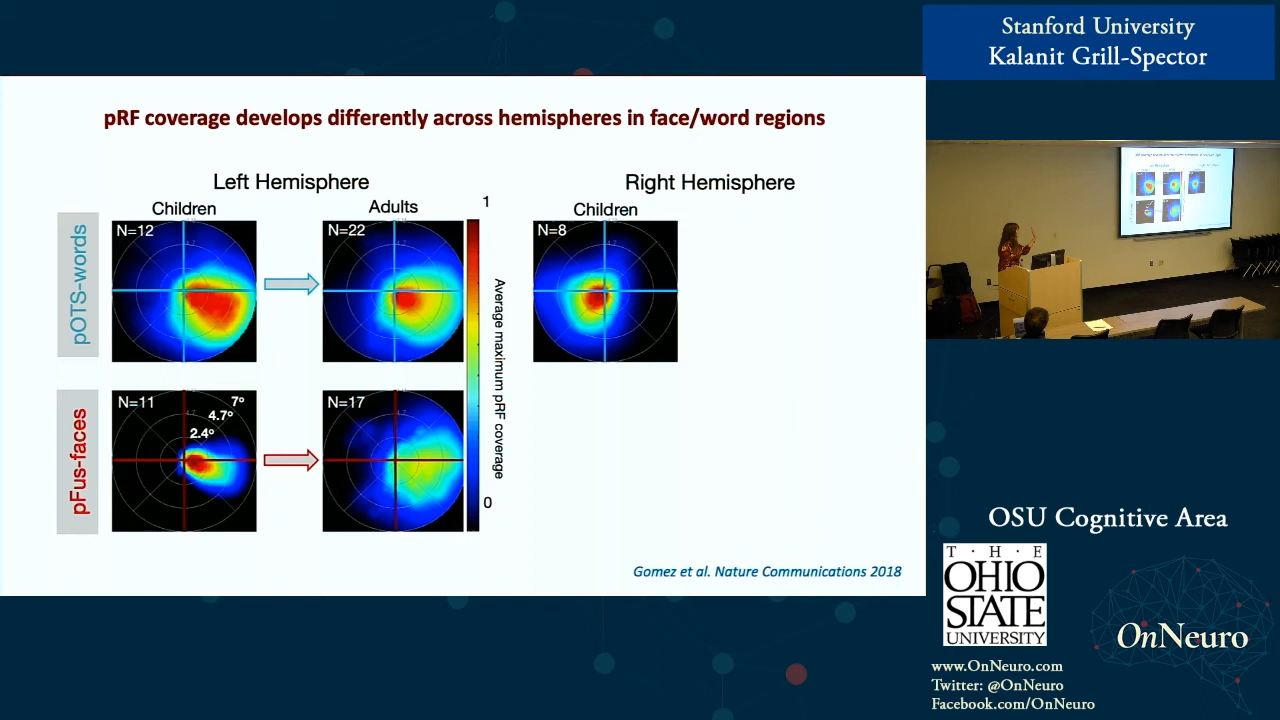 Stanford University
Kalanit Grill-Spector
pRF coverage develops differently across hemispheres in face/word regions
Left Hemisphere
Right Hemisphere
Children
Adults
Children
pOTS-words
N=12
N=22
1
N=8
Average maximum pRF coverage
pFus-faces
N=11
7°
4.7°
2.4°
N=17
0
Gomez et al. Nature Communications 2018
OSU Cognitive Area
T · H · E
OHIO
STATE
UNIVERSITY
OnNeuro
www.OnNeuro.com
Twitter: @OnNeuro
Facebook.com/OnNeuro